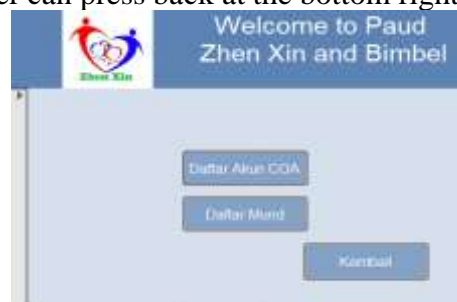 er can press back at the bottom right
Welcome to Paud
Zhen Xin and Bimbel
Zhen Xin
Daftar Akun COA
Daftar Murid
Kembali